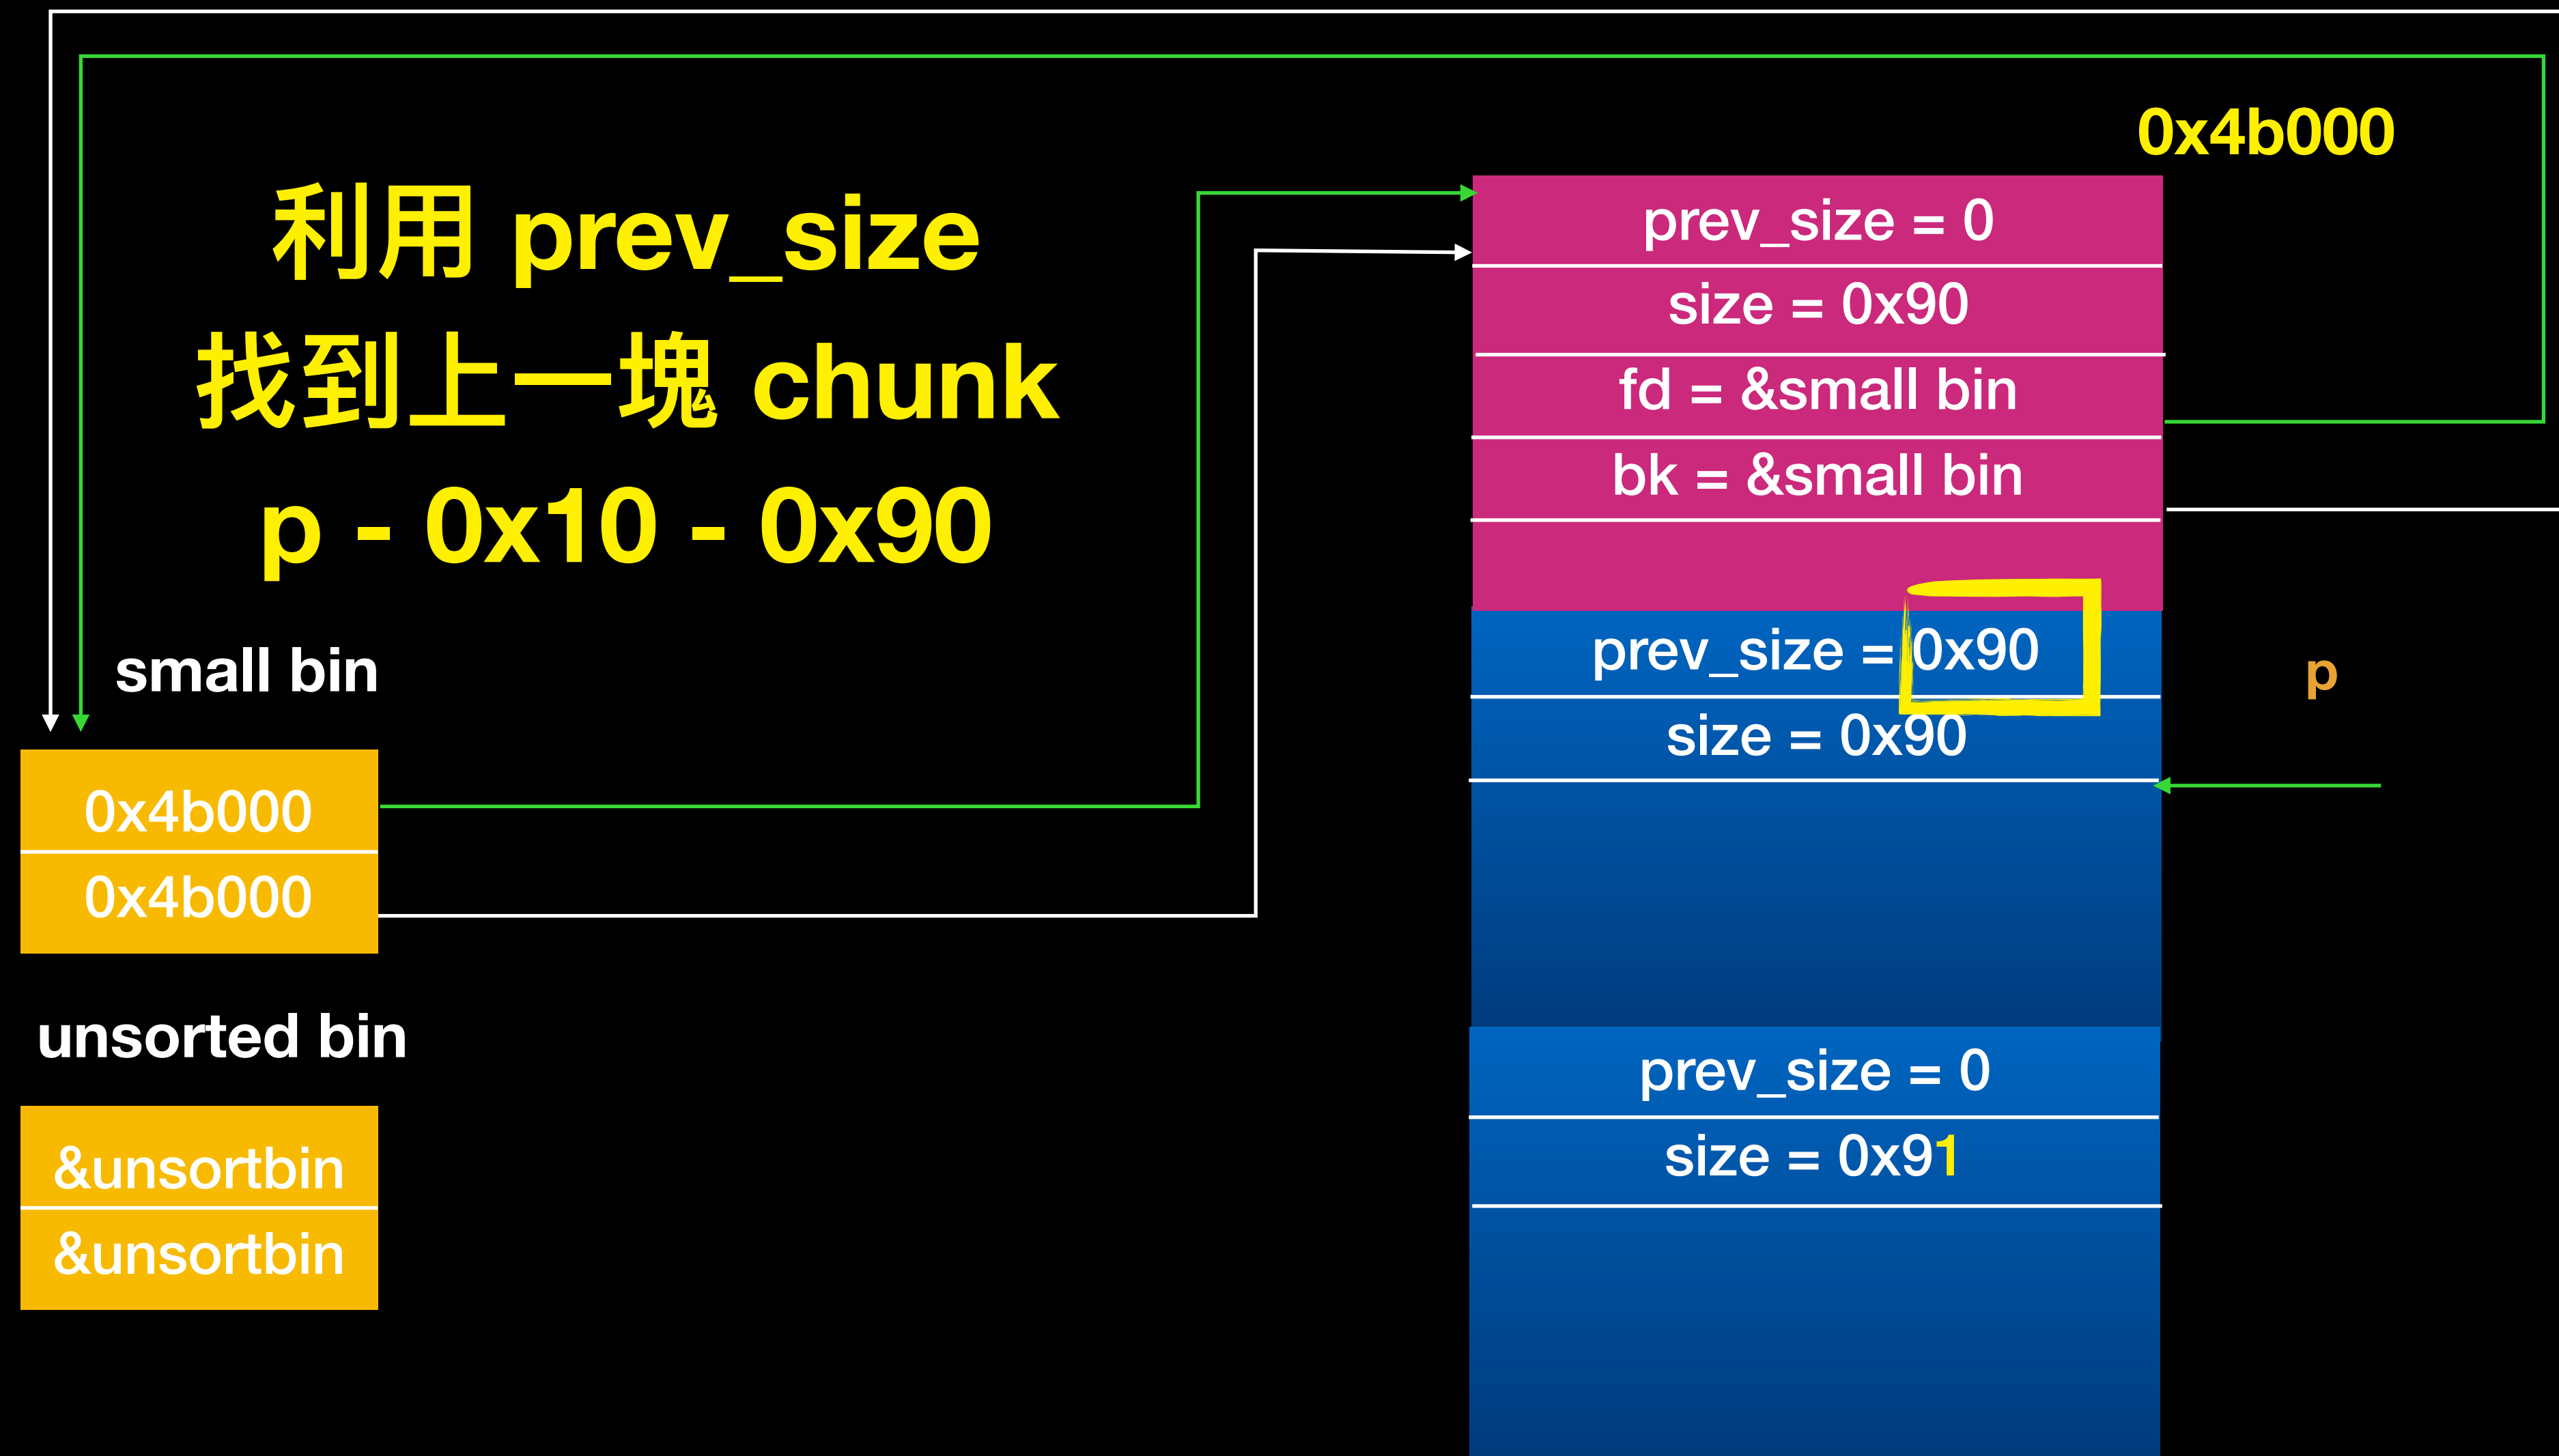 利用 prev_size
找到上一塊 chunk
p - 0x10 - 0x90
small bin
0x4b000
0x4b000
unsorted bin
&unsortbin
&unsortbin
0x4b000
prev_size = 0
size = 0x90
fd = &small bin
bk = &small bin
prev_size = 0x90
size = 0x90
p
prev_size = 0
size = 0x91